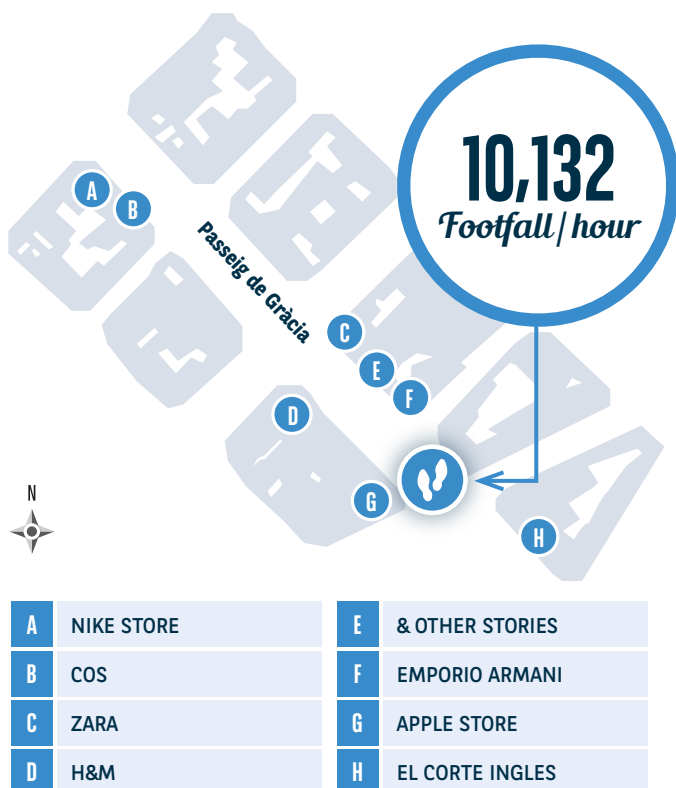 10,132
Footfall/hour
A
B
Passeig de Gràcia
C
E
F
D
G
H
N
A NIKE STORE
B COS
C ZARA
D H&M
E & OTHER STORIES
F EMPORIO ARMANI
G APPLE STORE
H EL CORTE INGLES